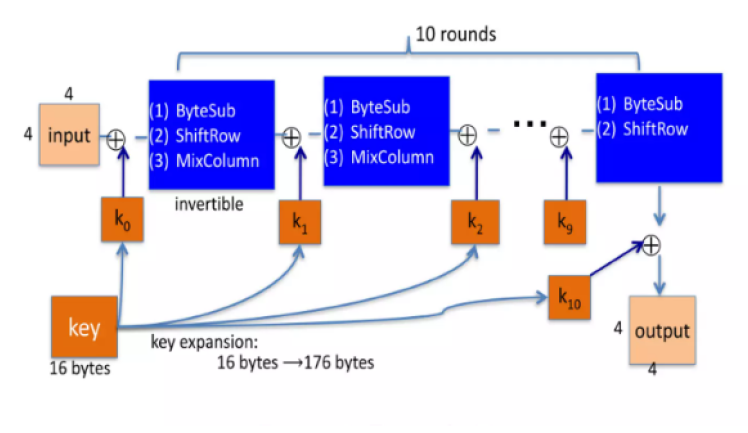 10 rounds
4
4
input
(1) ByteSub
(2) ShiftRow
(3) MixColumn
(1) ByteSub
(2) ShiftRow
(3) MixColumn
...
(1) ByteSub
(2) ShiftRow
invertible
k0
k1
k2
k9
k10
key
16 bytes
key expansion:
16 bytes →176 bytes
4
output
4